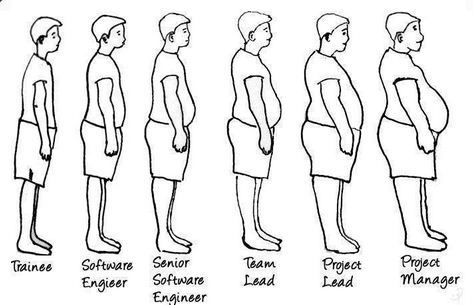 Trainee
Software
Engieer
Senior
Software
Engineer
Team
Lead
Project
Lead
Project
Manager